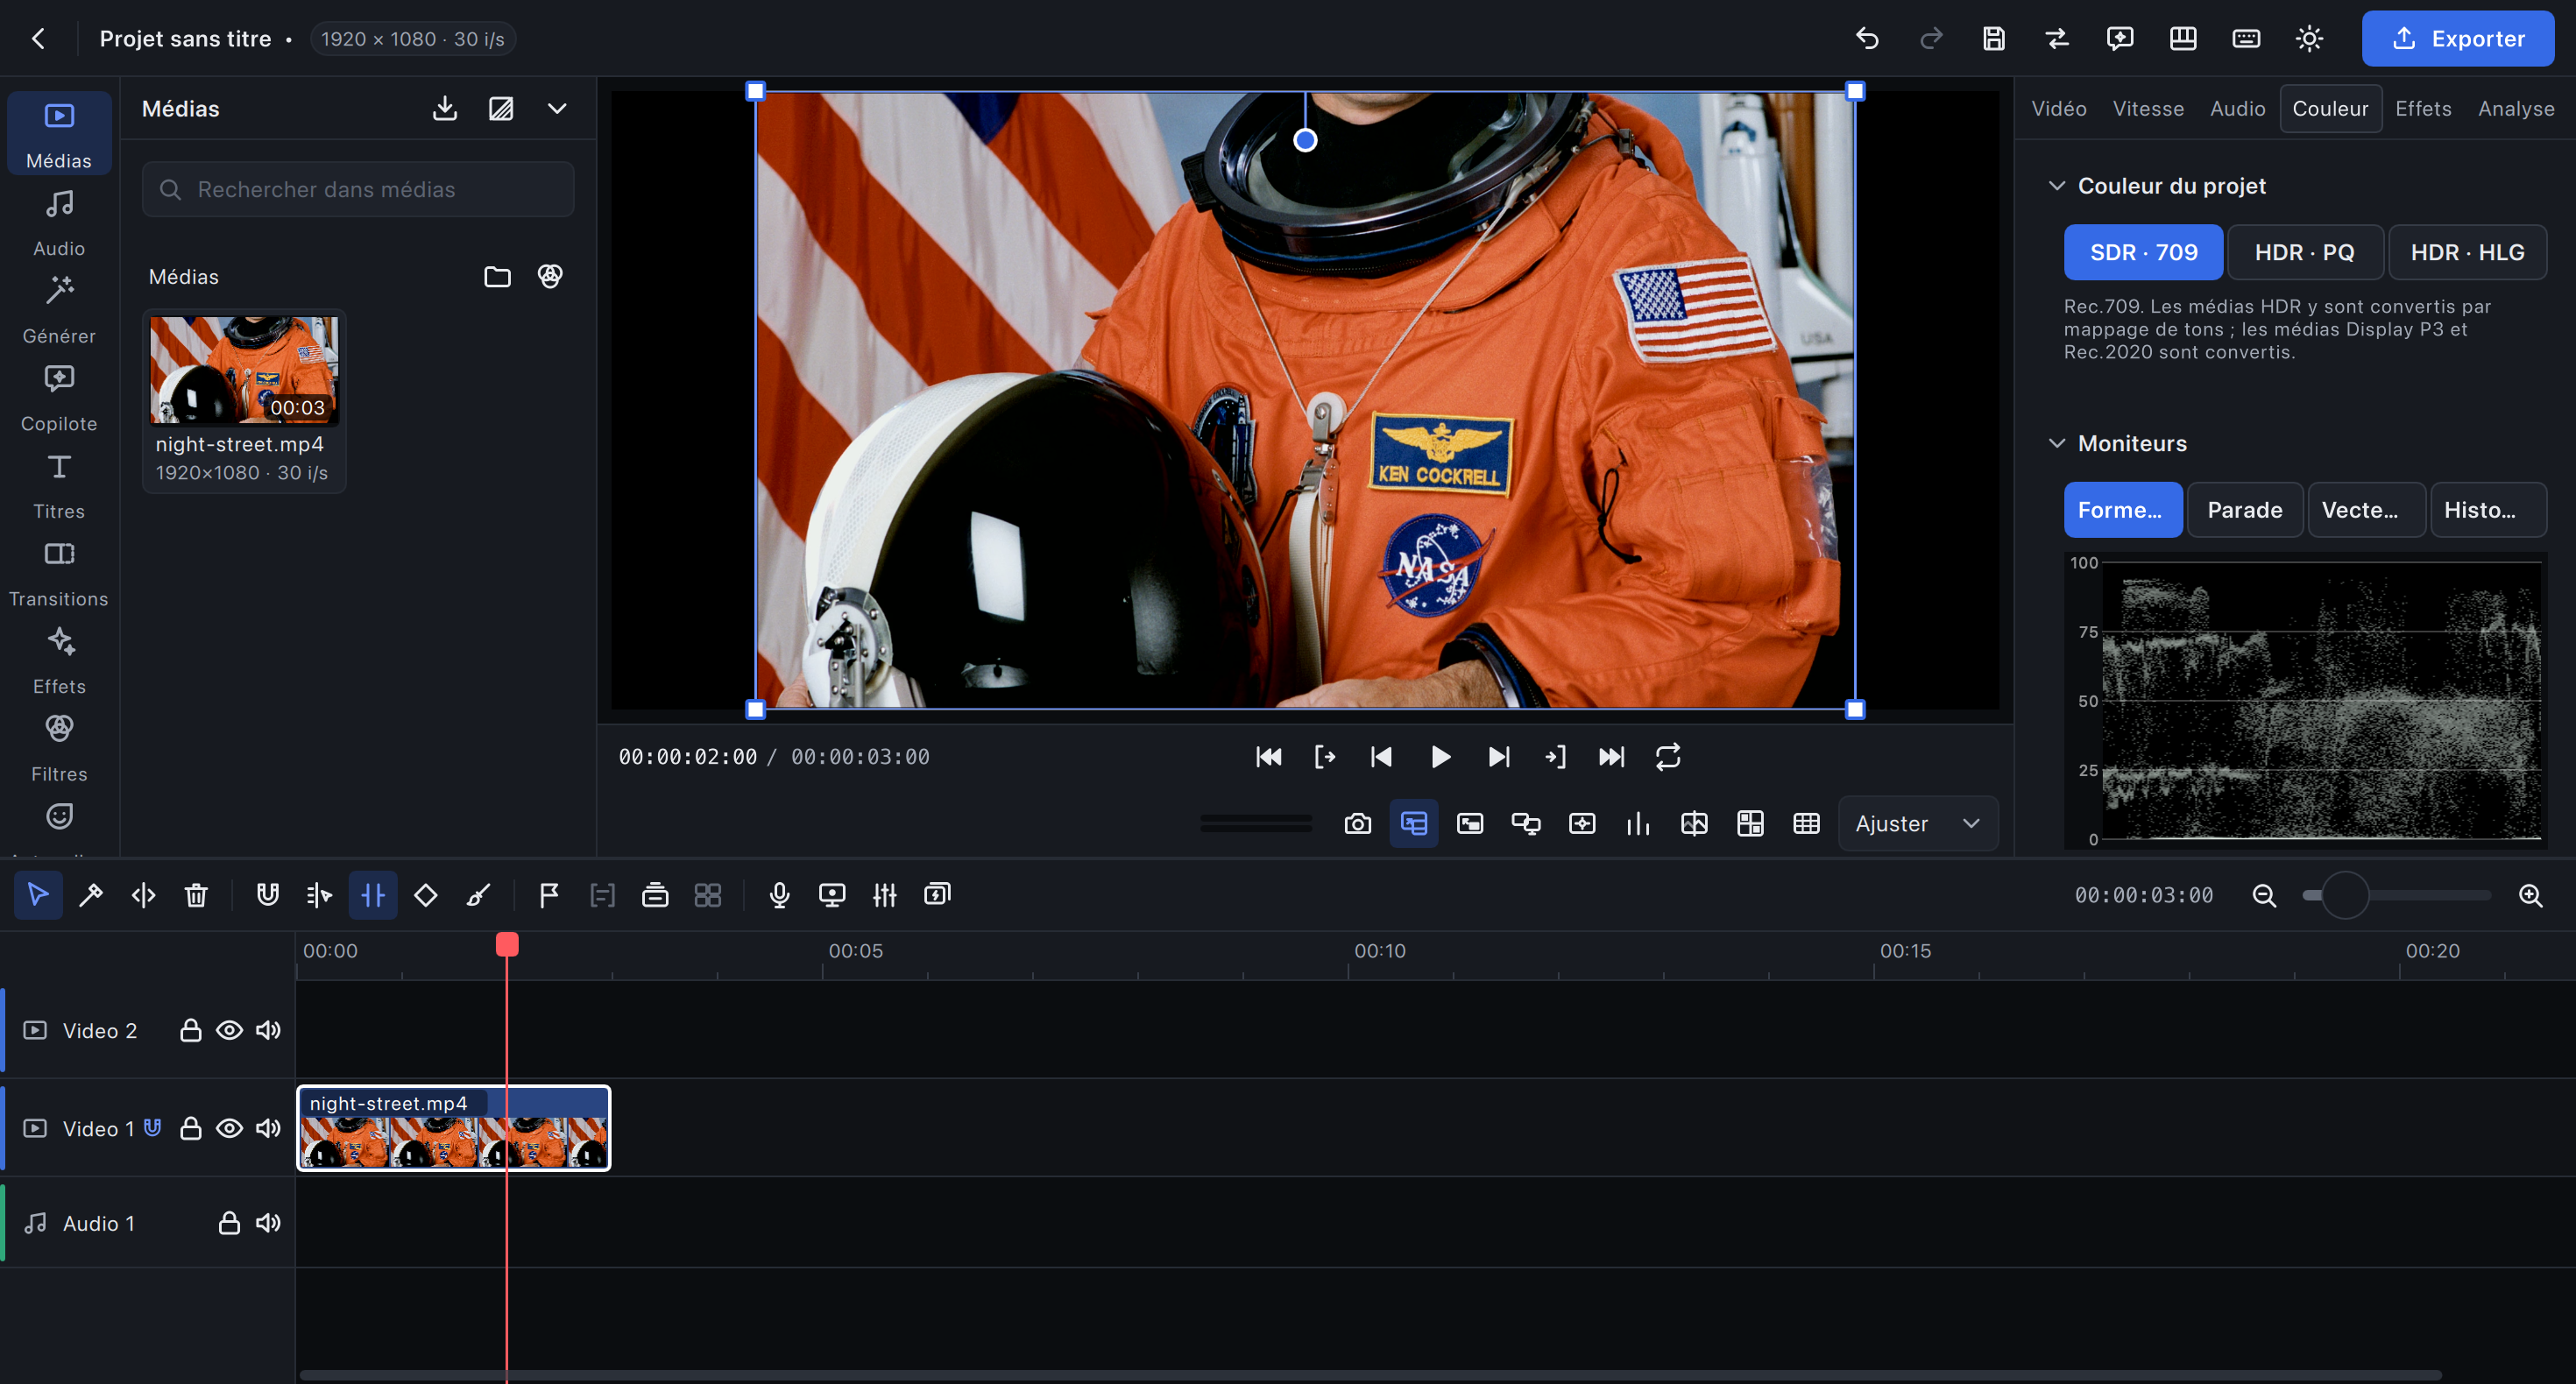 Projet sans titre •
1920 × 1080 · 30 i/s
Exporter
Médias
Audio
Générer
Copilote
Titres
Transitions
Effets
Filtres
Médias
Rechercher dans médias
Médias
00:03
night-street.mp4
1920×1080 · 30 i/s
USA
KEN COCKRELL
NASA
00:00:02:00 / 00:00:03:00
Ajuster
Vidéo Vitesse Audio Couleur Effets Analyse
Couleur du projet
SDR · 709 HDR · PQ HDR · HLG
Rec.709. Les médias HDR y sont convertis par
mappage de tons ; les médias Display P3 et
Rec.2020 sont convertis.
Moniteurs
Forme… Parade Vecte… Histo…
100
75
50
25
0
00:00:03:00
00:00 00:05 00:10 00:15 00:20
Video 2
Video 1
night-street.mp4
Audio 1